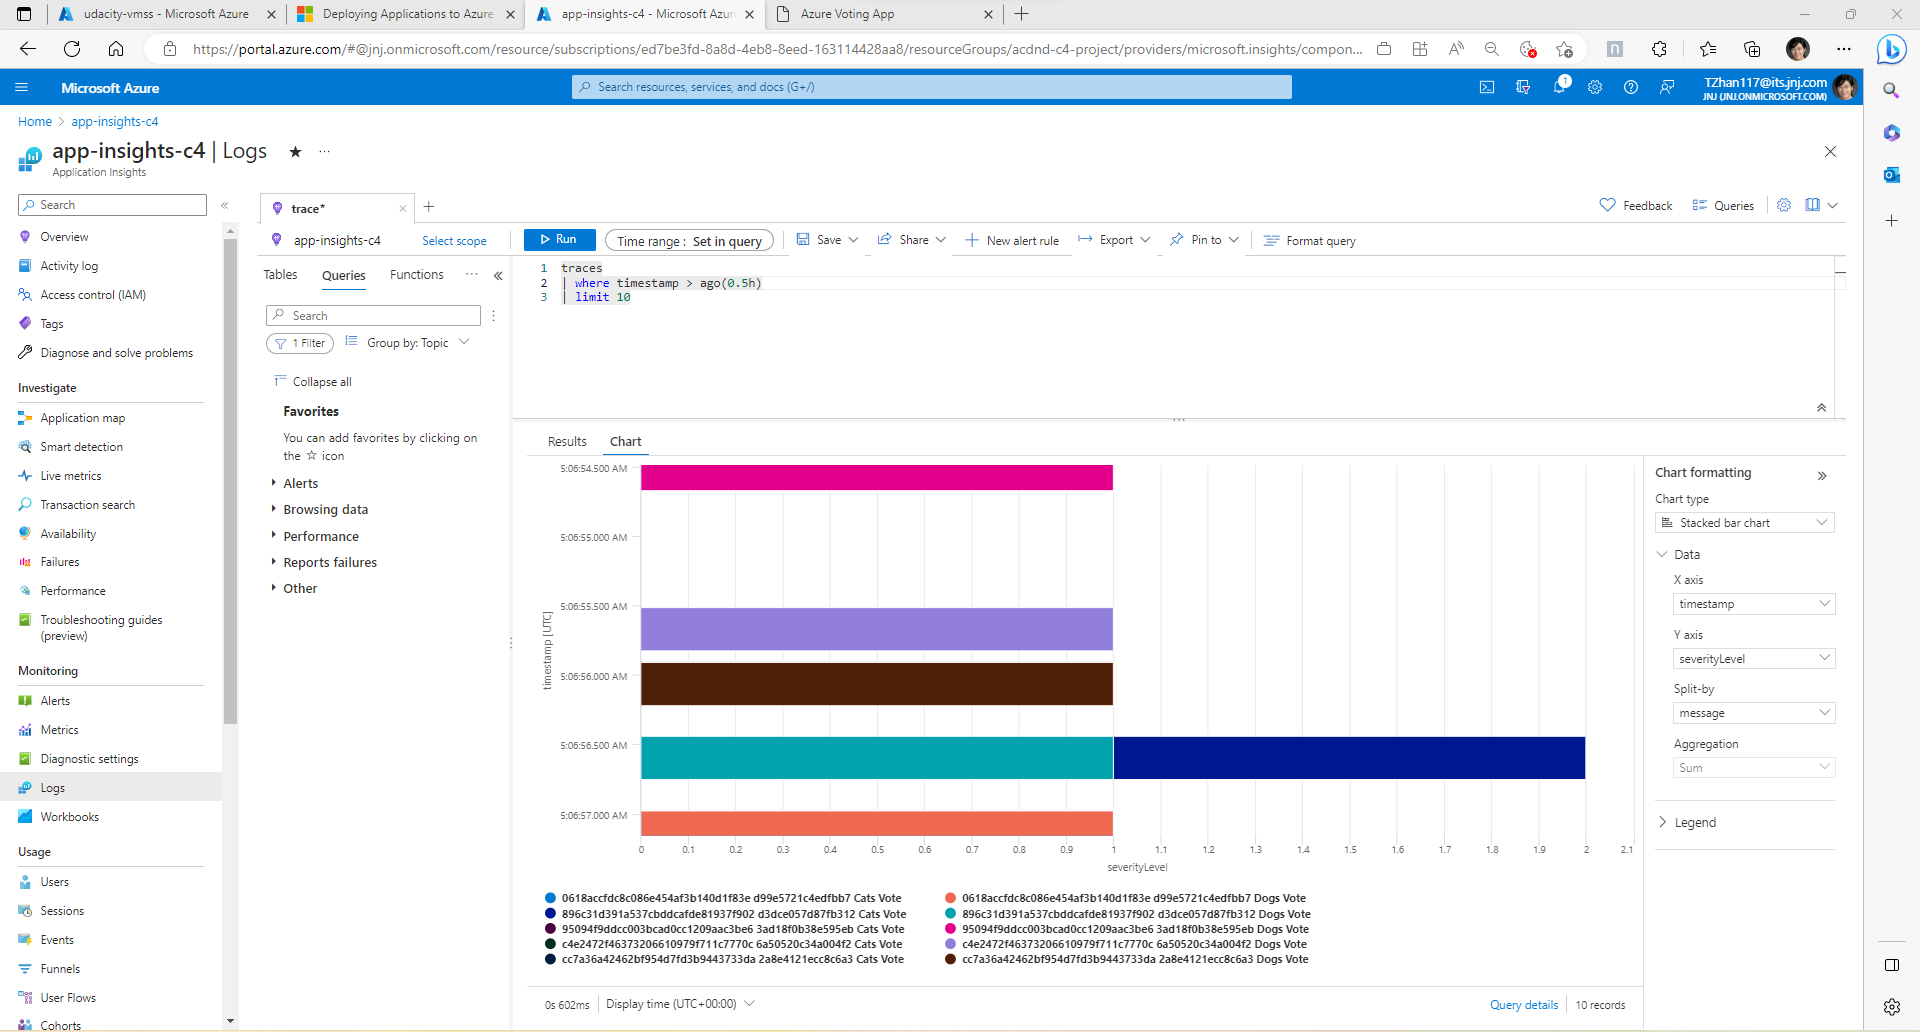 udacity-vmss - Microsoft Azure
Deploying Applications to Azure
app-insights-c4 - Microsoft Azur
Azure Voting App
https://portal.azure.com/#@jnj.onmicrosoft.com/resource/subscriptions/ed7be3fd-8a8d-4eb8-8eed-163114428aa8/resourceGroups/acdnd-c4-project/providers/microsoft.insights/compon...
Microsoft Azure
Search resources, services, and docs (G+/)
1
TZhan117@its.jnj.com
JNJ (JNJ.ONMICROSOFT.COM)
Home > app-insights-c4
app-insights-c4 | Logs
Application Insights
Search
Overview
Activity log
Access control (IAM)
Tags
Diagnose and solve problems
Investigate
Application map
Smart detection
Live metrics
Transaction search
Availability
Failures
Performance
Troubleshooting guides
(preview)
Monitoring
Alerts
Metrics
Diagnostic settings
Logs
Workbooks
Usage
Users
Sessions
Events
Funnels
User Flows
Cohorts
trace*
Feedback
Queries
app-insights-c4
Select scope
Run
Time range : Set in query
Save
Share
New alert rule
Export
Pin to
Format query
Tables
Queries
Functions
Search
1 Filter
Group by: Topic
Collapse all
Favorites
You can add favorites by clicking on
the ☆ icon
Alerts
Browsing data
Performance
Reports failures
Other
1 traces
2 | where timestamp > ago(0.5h)
3 | limit 10
Results
Chart
5:06:54.500 AM
5:06:55.000 AM
5:06:55.500 AM
5:06:56.000 AM
5:06:56.500 AM
5:06:57.000 AM
timestamp [UTC]
0 0.1 0.2 0.3 0.4 0.5 0.6 0.7 0.8 0.9 1 1.1 1.2 1.3 1.4 1.5 1.6 1.7 1.8 1.9 2 2.1
severityLevel
0618accfdc8c086e454af3b140d1f83e d99e5721c4edfbb7 Cats Vote
0618accfdc8c086e454af3b140d1f83e d99e5721c4edfbb7 Dogs Vote
896c31d391a537cbddcafde81937f902 d3dce057d87fb312 Cats Vote
896c31d391a537cbddcafde81937f902 d3dce057d87fb312 Dogs Vote
95094f9ddcc003bcad0cc1209aac3be6 3ad18f0b38e595eb Cats Vote
95094f9ddcc003bcad0cc1209aac3be6 3ad18f0b38e595eb Dogs Vote
c4e2472f46373206610979f711c7770c 6a50520c34a004f2 Cats Vote
c4e2472f46373206610979f711c7770c 6a50520c34a004f2 Dogs Vote
cc7a36a42462bf954d7fd3b9443733da 2a8e4121ecc8c6a3 Cats Vote
cc7a36a42462bf954d7fd3b9443733da 2a8e4121ecc8c6a3 Dogs Vote
0s 602ms
Display time (UTC+00:00)
Query details
10 records
Chart formatting
Chart type
Stacked bar chart
Data
X axis
timestamp
Y axis
severityLevel
Split-by
message
Aggregation
Sum
Legend